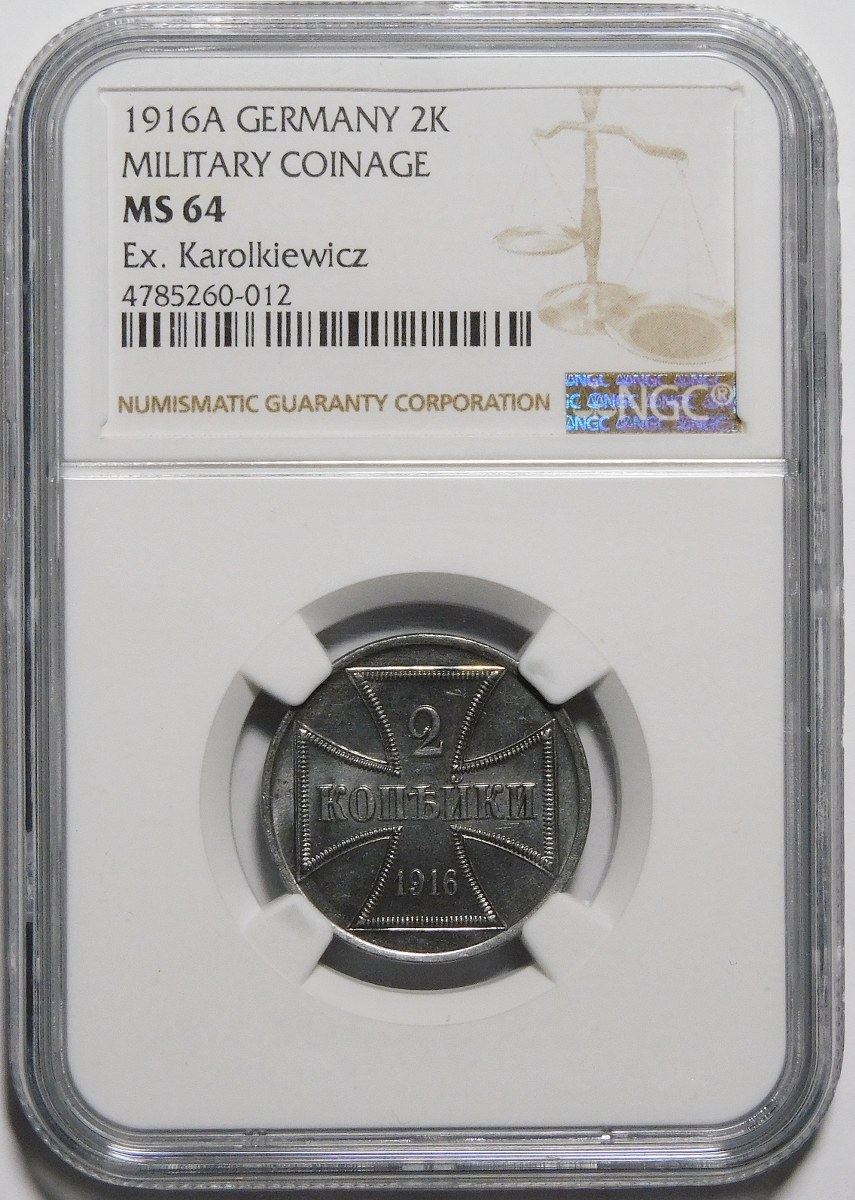 1916A GERMANY 2K
MILITARY COINAGE
MS 64
Ex. Karolkiewicz
4785260-012
NUMISMATIC GUARANTY CORPORATION
NGC®
2
КОПѢЙКИ
1916